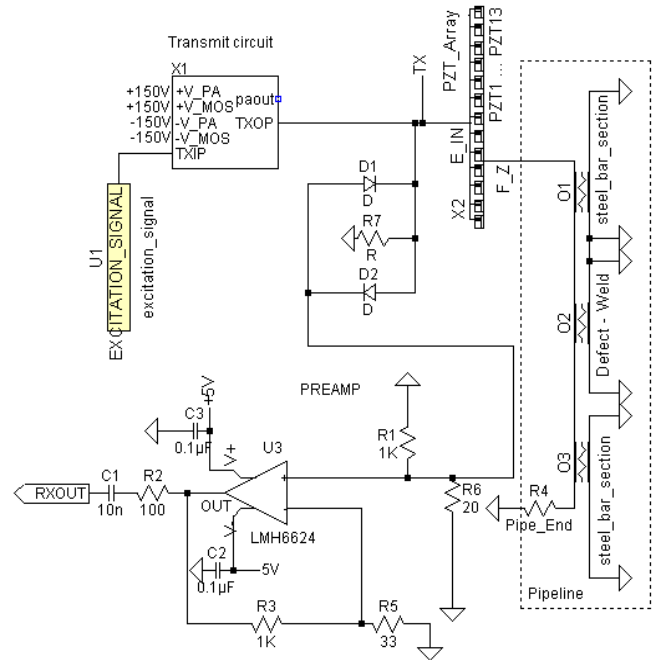 Transmit circuit
X1
+150V +V_PA
+150V +V_MOS
-150V -V_PA
-150V -V_MOS
TXIP
paout
TXOP
TX
PZT_Array
PZT1 ... PZT13
E_IN
F_Z
X2
U1
EXCITATION_SIGNAL
excitation_signal
D1
D
R7
R
D2
D
O1
steel_bar_section
O2
Defect - Weld
O3
steel_bar_section
R4
Pipe_End
Pipeline
PREAMP
+5V
C3
0.1µF
V+
U3
R1
1K
R6
20
RXOUT
C1
10n
R2
100
OUT
V-
LMH6624
C2
0.1µF
-5V
R3
1K
R5
33